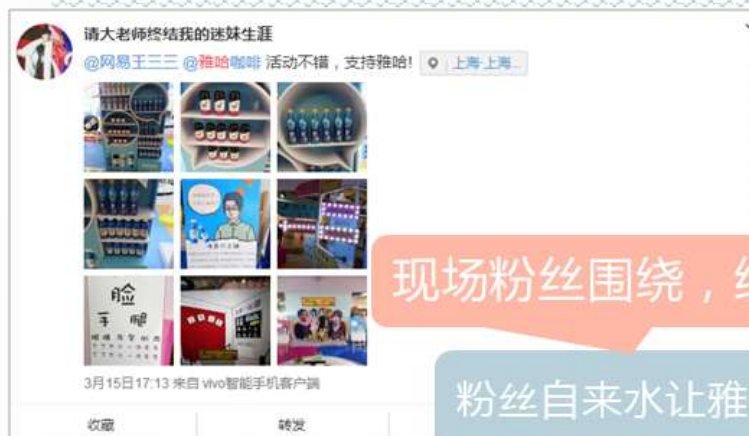 请大老师终结我的迷妹生涯
@网易王三三 @雅哈咖啡 活动不错，支持雅哈! 上海·上海...
脸
手 腿
现场粉丝围绕，
3月15日17:13 来自 vivo智能手机客户端
粉丝自来水让雅
收藏 转发